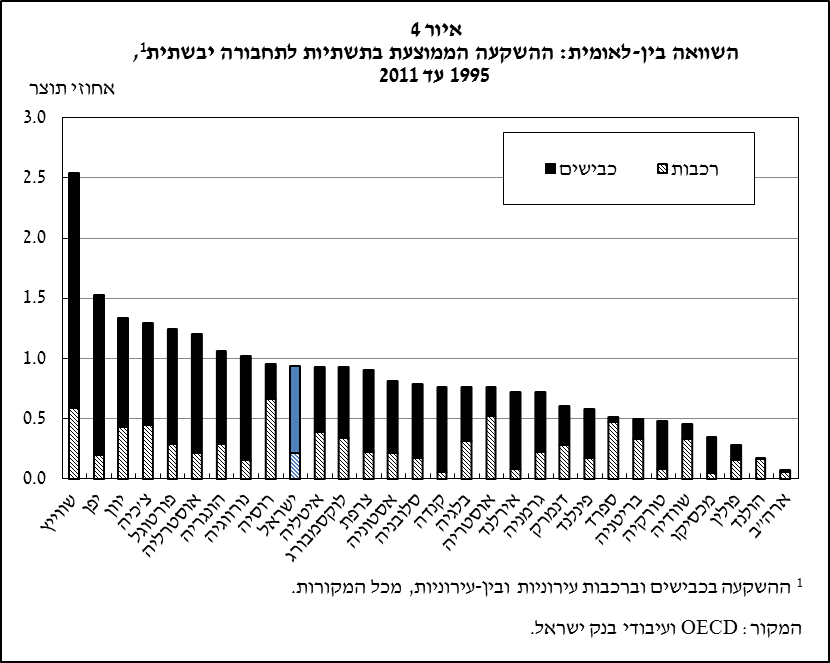 איור 4
השוואה בין-לאומית: ההשקעה הממוצעת בתשתיות לתחבורה יבשתית¹,
1995 עד 2011
אחוזי תוצר
3.0
2.5
2.0
1.5
1.0
0.5
0.0
כבישים
רכבות
שווייץ
יפן
יוון
צ'כיה
פורטוגל
אוסטרליה
הונגריה
נורווגיה
רוסיה
ישראל
איטליה
לוקסמבורג
צרפת
אסטוניה
סלובניה
קנדה
בלגיה
אוסטריה
אירלנד
גרמניה
דנמרק
פינלנד
ספרד
בריטניה
טורקיה
שוודיה
מכסיקו
פולין
הולנד
ארה"ב
¹ ההשקעה בכבישים וברכבות עירוניות ובין-עירוניות, מכל המקורות.
המקור: OECD ועיבודי בנק ישראל.